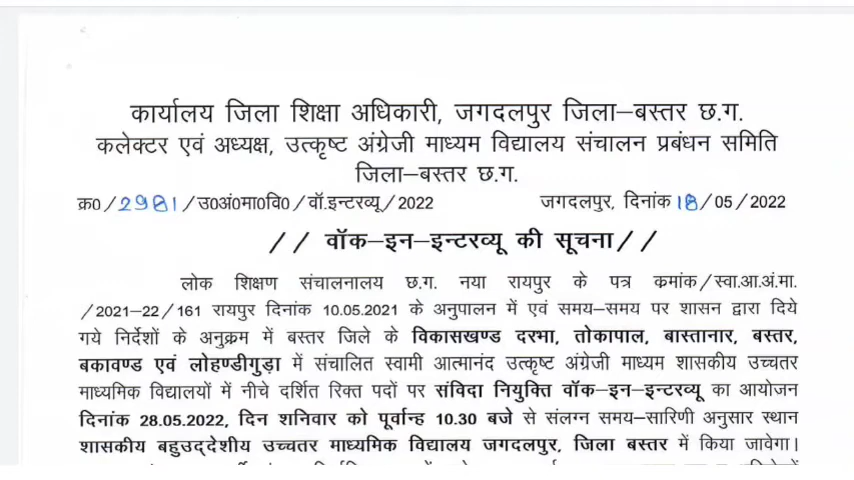 कार्यालय जिला शिक्षा अधिकारी, जगदलपुर जिला–बस्तर छ.ग.
कलेक्टर एवं अध्यक्ष, उत्कृष्ट अंग्रेजी माध्यम विद्यालय संचालन प्रबंधन समिति
जिला–बस्तर छ.ग.
क्र0/2981/उ0अं0मा0वि0/वॉ.इन्टरव्यू/2022 जगदलपुर, दिनांक 18/05/2022
// वॉक–इन–इन्टरव्यू की सूचना//
लोक शिक्षण संचालनालय छ.ग. नया रायपुर के पत्र कमांक/स्वा.आ.अं.मा.
/2021–22/161 रायपुर दिनांक 10.05.2021 के अनुपालन में एवं समय–समय पर शासन द्वारा दिये
गये निर्देशों के अनुक्रम में बस्तर जिले के विकासखण्ड दरभा, तोकापाल, बास्तानार, बस्तर,
बकावण्ड एवं लोहण्डीगुड़ा में संचालित स्वामी आत्मानंद उत्कृष्ट अंग्रेजी माध्यम शासकीय उच्चतर
माध्यमिक विद्यालयों में नीचे दर्शित रिक्त पदों पर संविदा नियुक्ति वॉक–इन–इन्टरव्यू का आयोजन
दिनांक 28.05.2022, दिन शनिवार को पूर्वान्ह 10.30 बजे से संलग्न समय–सारिणी अनुसार स्थान
शासकीय बहुउद्देशीय उच्चतर माध्यमिक विद्यालय जगदलपुर, जिला बस्तर में किया जावेगा।